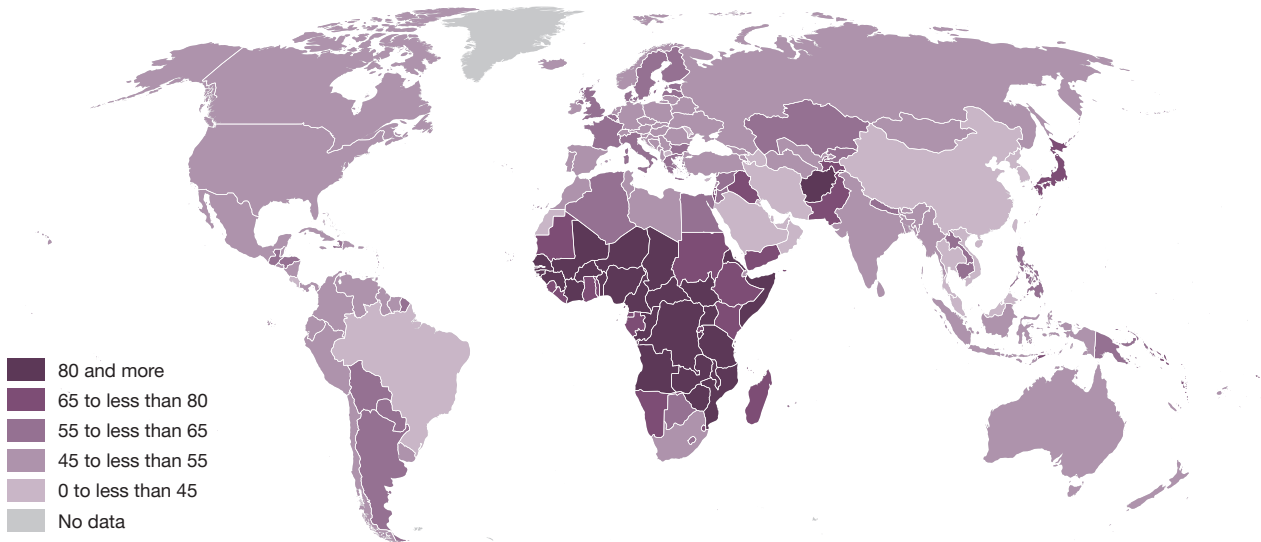 80 and more
65 to less than 80
55 to less than 65
45 to less than 55
0 to less than 45
No data